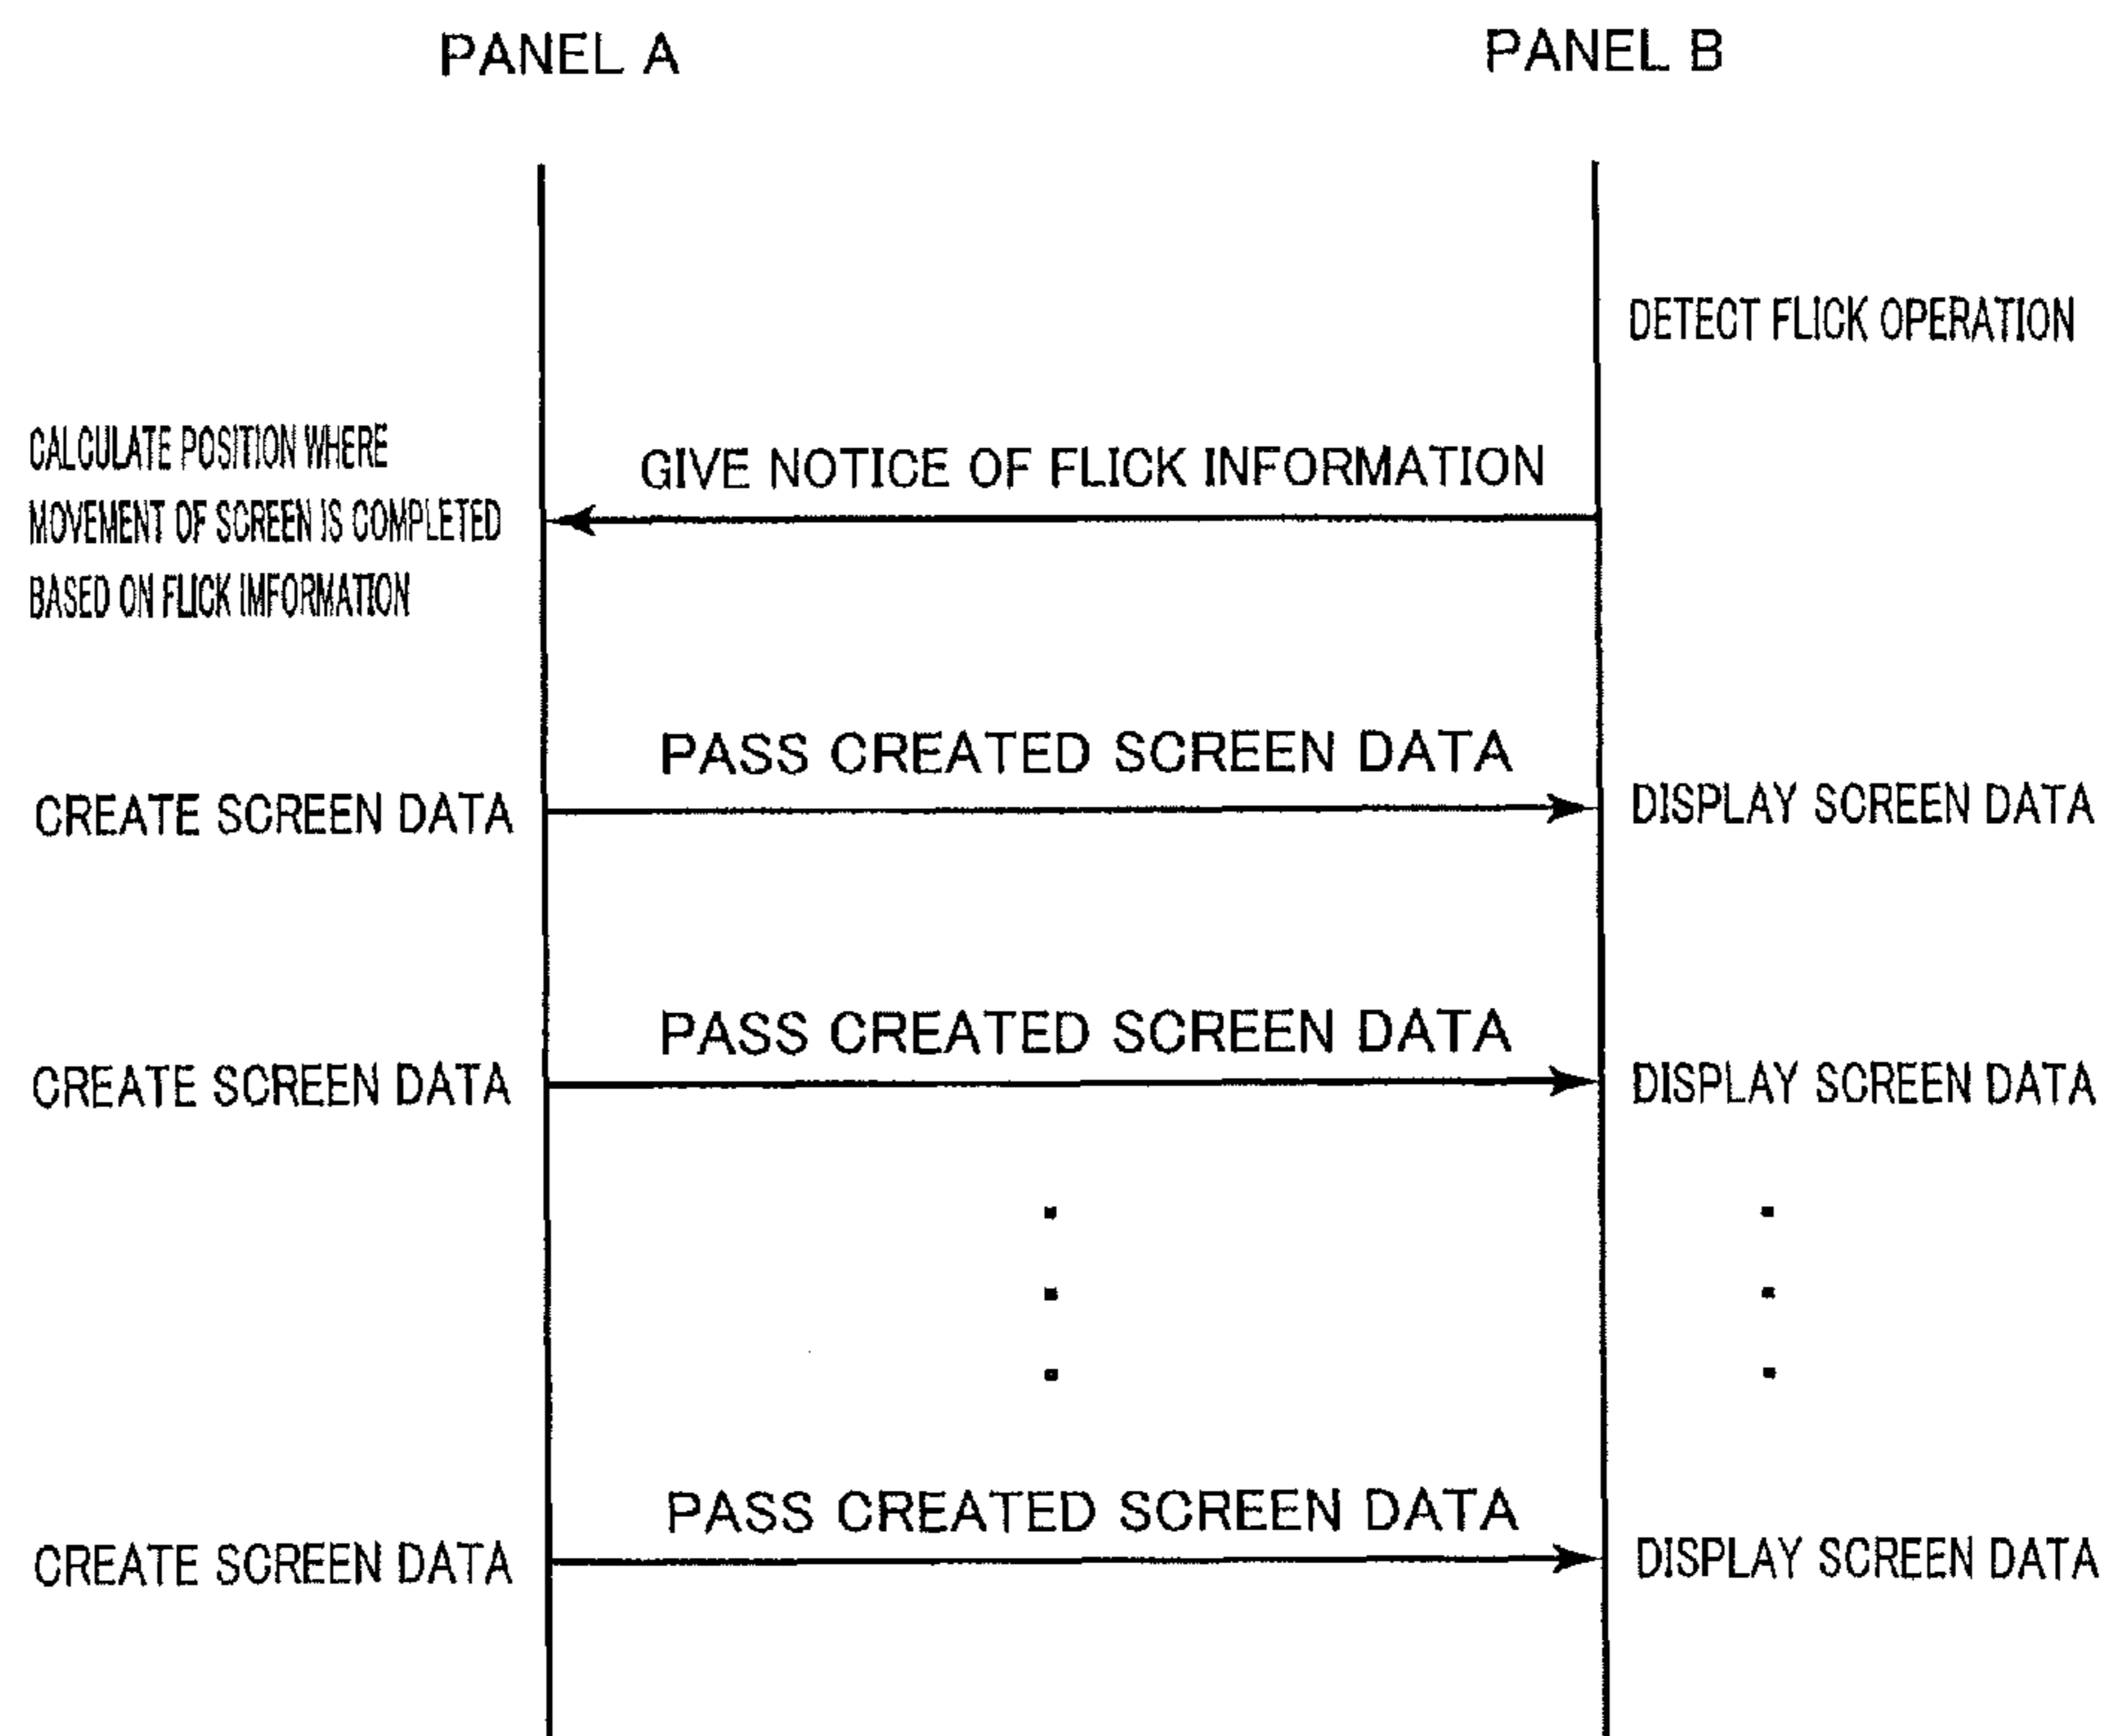 PANEL A
PANEL B
DETECT FLICK OPERATION
CALCULATE POSITION WHERE
MOVEMENT OF SCREEN IS COMPLETED
BASED ON FLICK IMFORMATION
GIVE NOTICE OF FLICK INFORMATION
PASS CREATED SCREEN DATA
CREATE SCREEN DATA
DISPLAY SCREEN DATA
PASS CREATED SCREEN DATA
CREATE SCREEN DATA
DISPLAY SCREEN DATA
PASS CREATED SCREEN DATA
CREATE SCREEN DATA
DISPLAY SCREEN DATA